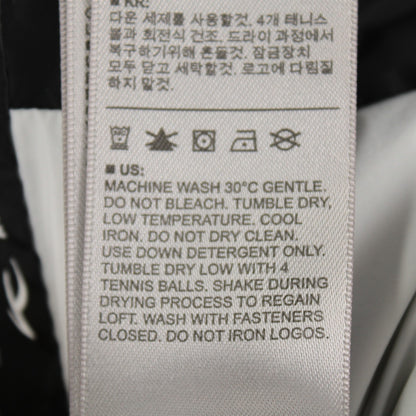 ■ KR:
다운 세제를 사용할것. 4개 테니스
볼과 회전식 건조. 드라이 과정에서
복구하기위해 흔들것. 잠금장치
모두 닫고 세탁할것. 로고에 다림질
하지 말것.
■ US:
MACHINE WASH 30°C GENTLE.
DO NOT BLEACH. TUMBLE DRY,
LOW TEMPERATURE. COOL
IRON. DO NOT DRY CLEAN.
USE DOWN DETERGENT ONLY.
TUMBLE DRY LOW WITH 4
TENNIS BALLS. SHAKE DURING
DRYING PROCESS TO REGAIN
LOFT. WASH WITH FASTENERS
CLOSED. DO NOT IRON LOGOS.